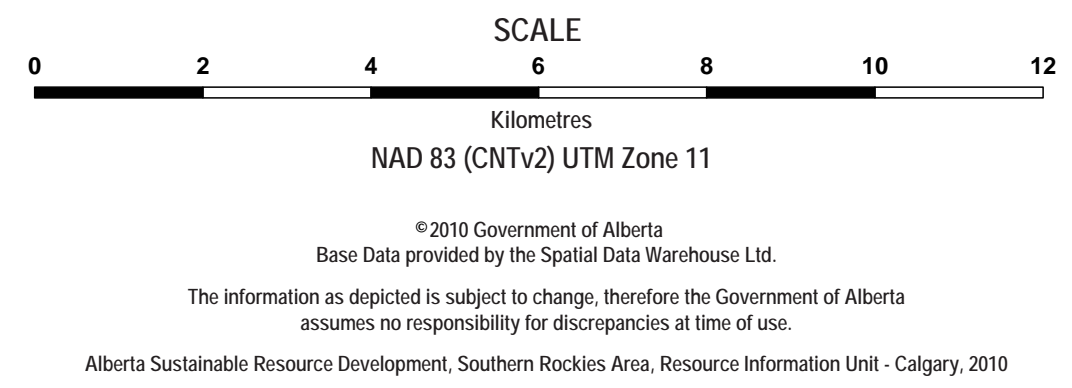 SCALE
0 2 4 6 8 10 12
Kilometres
NAD 83 (CNTv2) UTM Zone 11
©2010 Government of Alberta
Base Data provided by the Spatial Data Warehouse Ltd.
The information as depicted is subject to change, therefore the Government of Alberta
assumes no responsibility for discrepancies at time of use.
Alberta Sustainable Resource Development, Southern Rockies Area, Resource Information Unit - Calgary, 2010